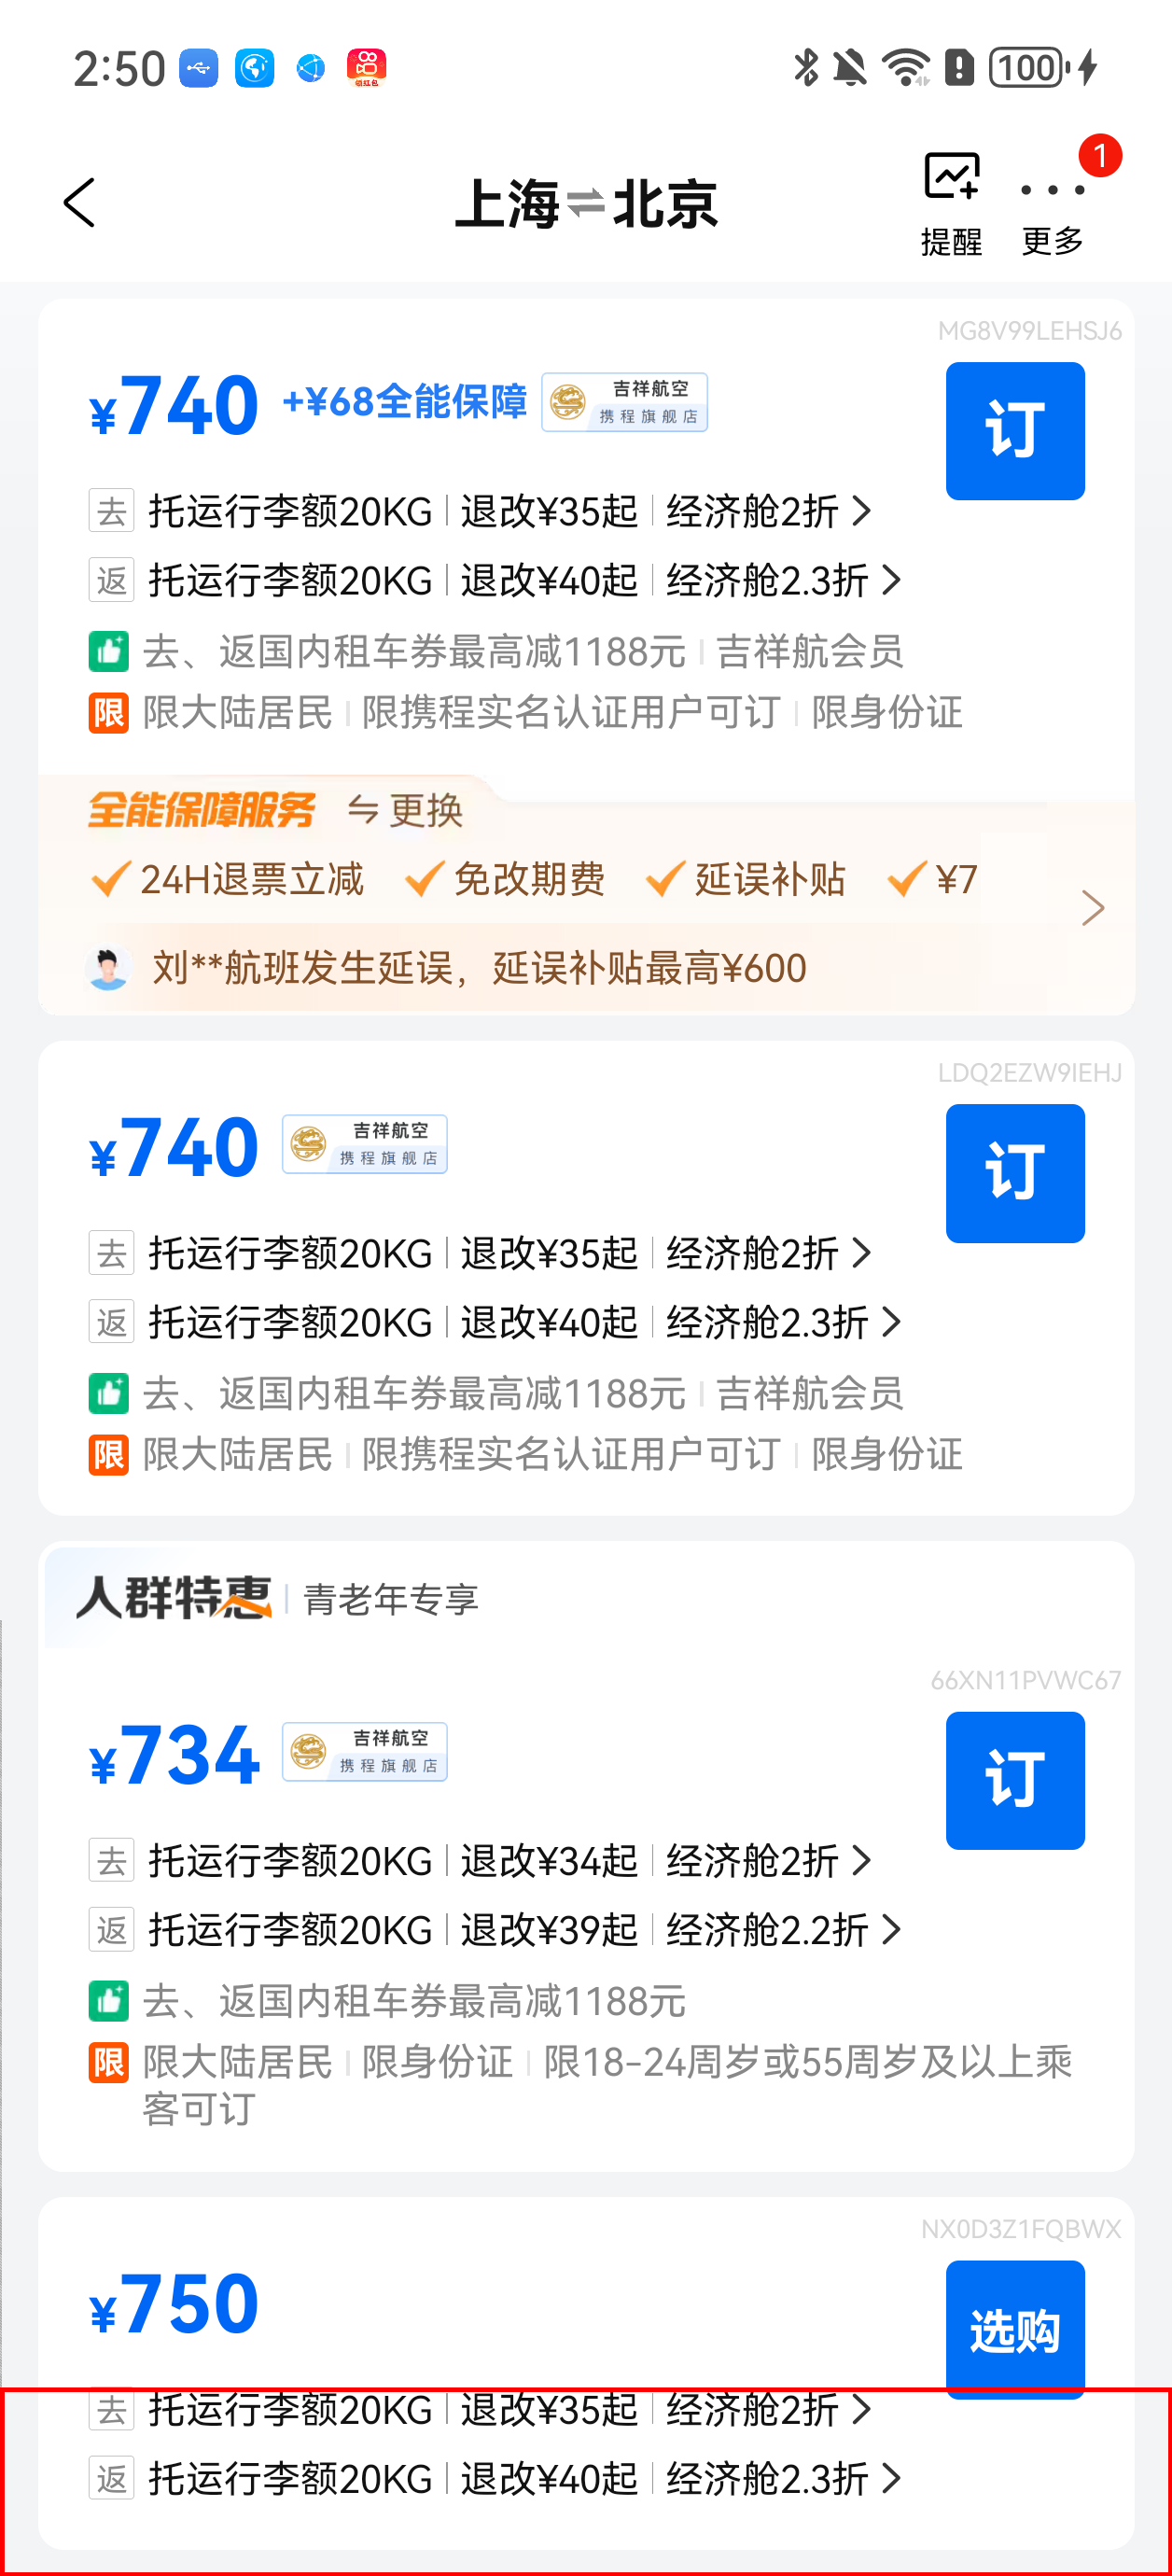 2:50
领红包
100
上海⇌北京
提醒
更多
1
MG8V99LEHSJ6
¥740 +¥68全能保障 吉祥航空 携程旗舰店
订
去 托运行李额20KG 退改¥35起 经济舱2折
返 托运行李额20KG 退改¥40起 经济舱2.3折
去、返国内租车券最高减1188元 吉祥航会员
限 限大陆居民 限携程实名认证用户可订 限身份证
全能保障服务 更换
24H退票立减 免改期费 延误补贴 ¥7
刘**航班发生延误，延误补贴最高¥600
LDQ2EZW9IEHJ
¥740 吉祥航空 携程旗舰店
订
去 托运行李额20KG 退改¥35起 经济舱2折
返 托运行李额20KG 退改¥40起 经济舱2.3折
去、返国内租车券最高减1188元 吉祥航会员
限 限大陆居民 限携程实名认证用户可订 限身份证
人群特惠 青老年专享
66XN11PVWC67
¥734 吉祥航空 携程旗舰店
订
去 托运行李额20KG 退改¥34起 经济舱2折
返 托运行李额20KG 退改¥39起 经济舱2.2折
去、返国内租车券最高减1188元
限 限大陆居民 限身份证 限18-24周岁或55周岁及以上乘
客可订
NX0D3Z1FQBWX
¥750
选购
去 托运行李额20KG 退改¥35起 经济舱2折
返 托运行李额20KG 退改¥40起 经济舱2.3折